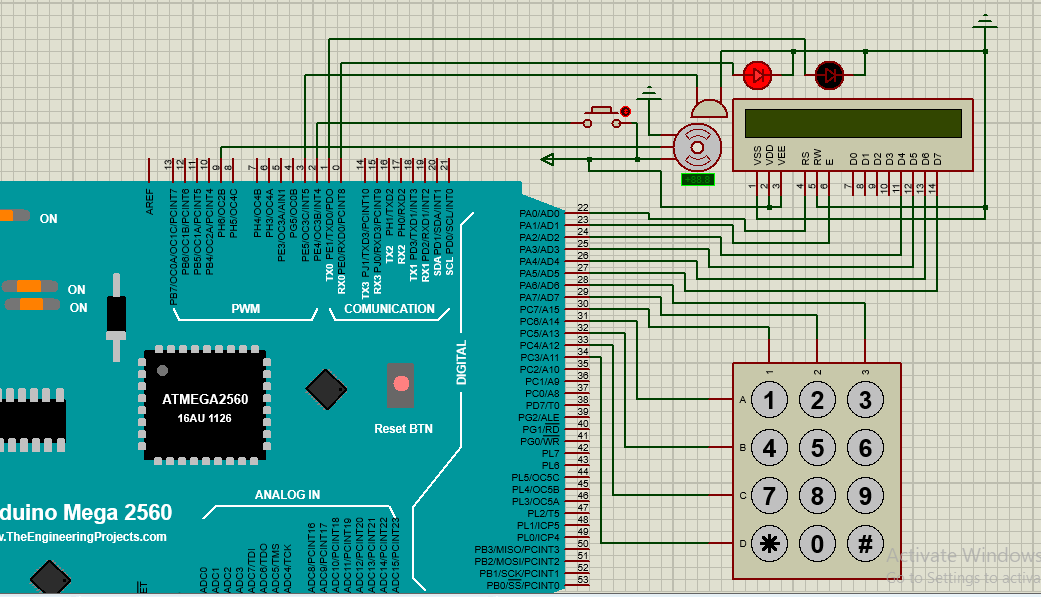 13
12
11
10
9
8
7
6
5
4
3
2
1
0
14
15
16
17
18
19
20
21
AREF
PB7/OC0A/OC1C/PCINT7
PB6/OC1B/PCINT6
PB5/OC1A/PCINT5
PB4/OC2A/PCINT4
PH6/OC2B
PH5/OC4C
PH4/OC4B
PH3/OC4A
PE3/OC3A/AIN1
PG5/OC0B
PE5/OC3C/INT5
PE4/OC3B/INT4
TX0 PE1/TXD0/PDO
RX0 PE0/RXD0/PCINT8
TX3 PJ1/TXD3/PCINT10
RX3 PJ0/RXD3/PCINT9
TX2 PH1/TXD2
RX2 PH0/RXD2
TX1 PD3/TXD1/INT3
RX1 PD2/RXD1/INT2
SDA PD1/SDA/INT1
SCL PD0/SCL/INT0
PWM
COMUNICATION
ON
ON
ON
ATMEGA2560
16AU 1126
Reset BTN
DIGITAL
ANALOG IN
duino Mega 2560
w.TheEngineeringProjects.com
ADC0
ADC1
ADC2
ADC3
ADC7/TDI
ADC6/TDO
ADC5/TMS
ADC4/TCK
ADC8/PCINT16
ADC9/PCINT17
ADC10/PCINT18
ADC11/PCINT19
ADC12/PCINT20
ADC13/PCINT21
ADC14/PCINT22
ADC15/PCINT23
PA0/AD0 22
PA1/AD1 23
PA2/AD2 24
PA3/AD3 25
PA4/AD4 26
PA5/AD5 27
PA6/AD6 28
PA7/AD7 29
PC7/A15 30
PC6/A14 31
PC5/A13 32
PC4/A12 33
PC3/A11 34
PC2/A10 35
PC1/A9 36
PC0/A8 37
PD7/T0 38
PG2/ALE 39
PG1/RD 40
PG0/WR 41
PL7 42
PL6 43
PL5/OC5C 44
PL4/OC5B 45
PL3/OC5A 46
PL2/T5 47
PL1/ICP5 48
PL0/ICP4 49
PB3/MISO/PCINT3 50
PB2/MOSI/PCINT2 51
PB1/SCK/PCINT1 52
PB0/SS/PCINT0 53
VSS
VDD
VEE
RS
RW
E
D0
D1
D2
D3
D4
D5
D6
D7
1
2
3
4
5
6
7
8
9
10
11
12
13
14
1 2 3
A 1 2 3
B 4 5 6
C 7 8 9
D * 0 #
Activate Windows
Go to Settings to activa